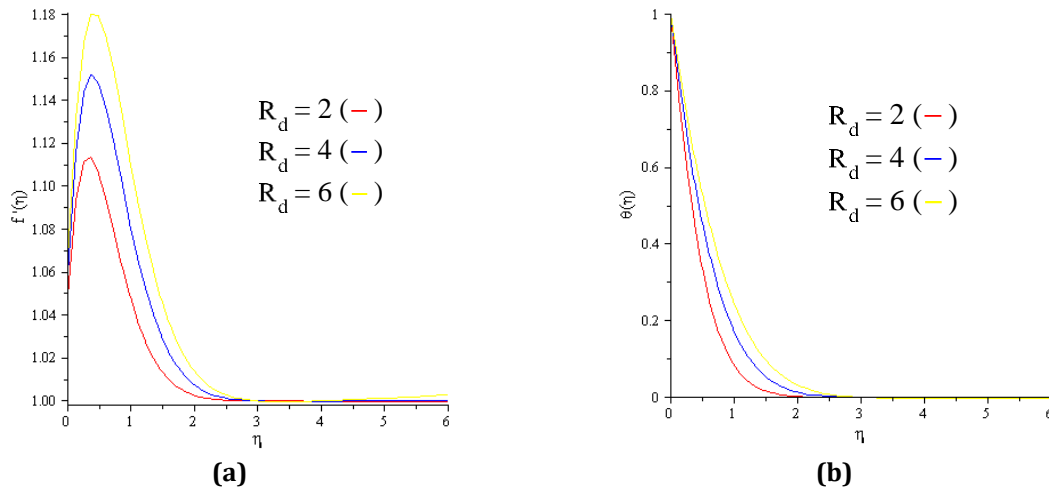 1.18
1.16
1.14
1.12
1.10
1.08
1.06
1.04
1.02
1.00
f'(η)
0 1 2 3 4 5 6
η
R_d = 2 (−)
R_d = 4 (−)
R_d = 6 (−)
(a)
1
0.8
0.6
0.4
0.2
0
θ(η)
0 1 2 3 4 5 6
η
R_d = 2 (−)
R_d = 4 (−)
R_d = 6 (−)
(b)